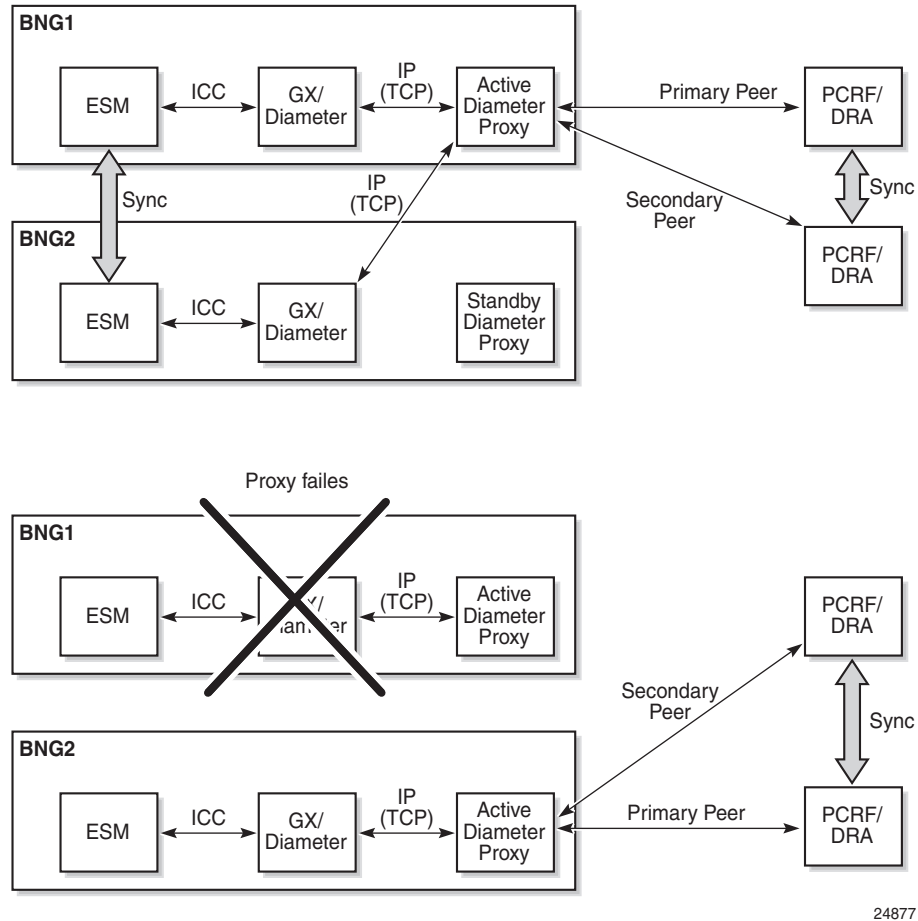 BNG1
ESM
ICC
GX/
Diameter
IP
(TCP)
Active
Diameter
Proxy
Primary Peer
PCRF/
DRA
Sync
IP
(TCP)
Secondary
Peer
Sync
PCRF/
DRA
BNG2
ESM
ICC
GX/
Diameter
Standby
Diameter
Proxy
Proxy failes
BNG1
ESM
ICC
IP
(TCP)
Active
Diameter
Proxy
PCRF/
DRA
Secondary
Peer
Sync
BNG2
ESM
ICC
GX/
Diameter
IP
(TCP)
Active
Diameter
Proxy
Primary Peer
PCRF/
DRA
24877